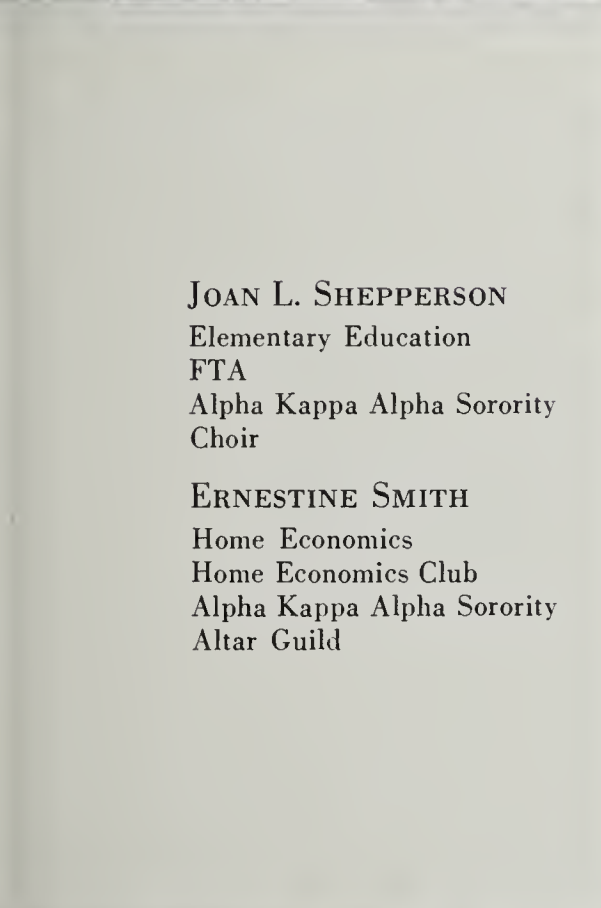 Joan L. Shepperson
Elementary Education
FTA
Alpha Kappa Alpha Sorority
Choir
Ernestine Smith
Home Economics
Home Economics Club
Alpha Kappa Alpha Sorority
Altar Guild